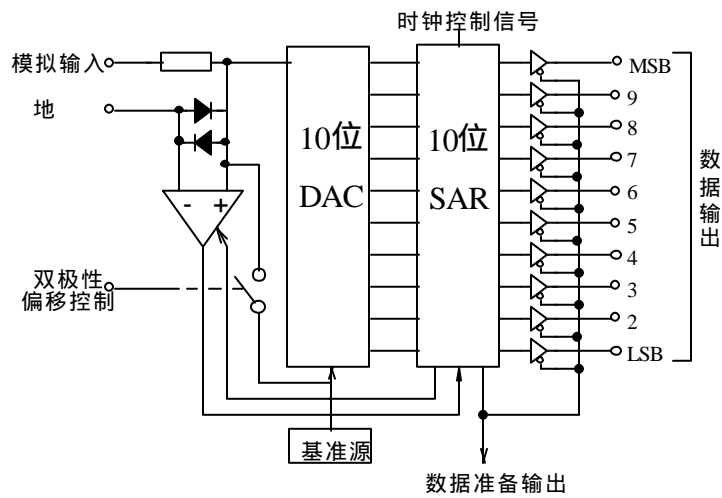 时钟控制信号
模拟输入
地
10位
DAC
10位
SAR
MSB
9
8
7
6
5
4
3
2
LSB
数据输出
- +
双极性
偏移控制
基准源
数据准备输出